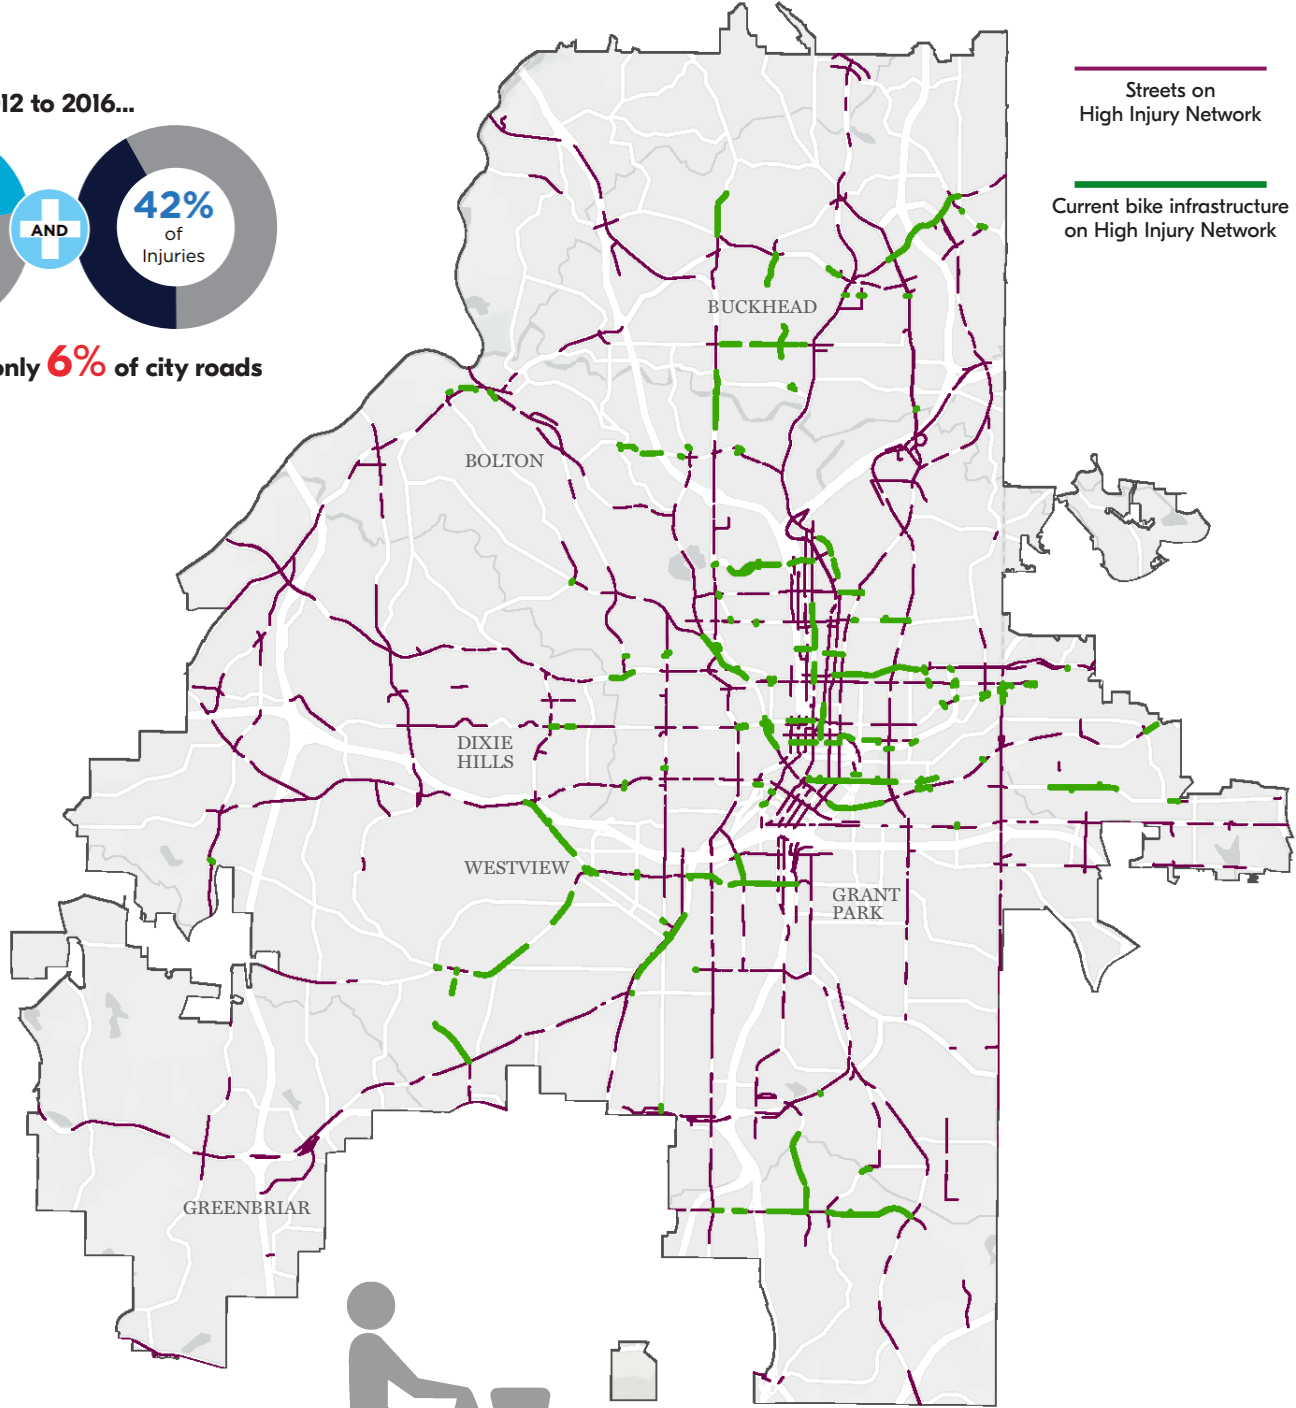 12 to 2016...
AND
42%
of
Injuries
only 6% of city roads
Streets on
High Injury Network
Current bike infrastructure
on High Injury Network
BUCKHEAD
BOLTON
DIXIE
HILLS
WESTVIEW
GRANT
PARK
GREENBRIAR